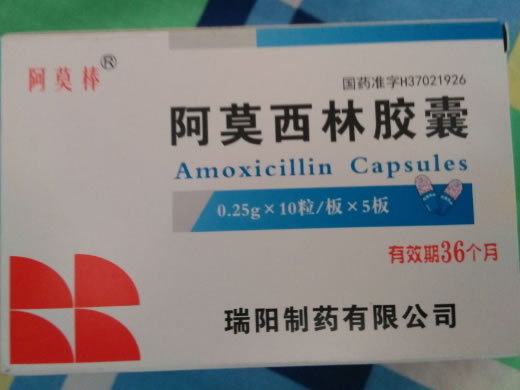 阿莫棒®
国药准字H37021926
阿莫西林胶囊
Amoxicillin Capsules
0.25g×10粒/板×5板
有效期36个月
瑞阳制药有限公司